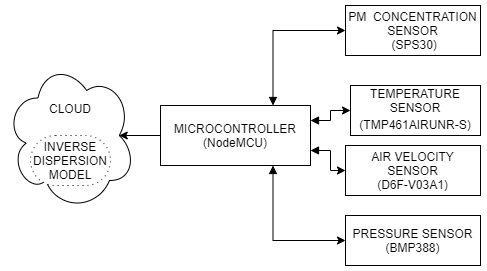 PM CONCENTRATION
SENSOR
(SPS30)
TEMPERATURE
SENSOR
(TMP461AIRUNR-S)
CLOUD
MICROCONTROLLER
(NodeMCU)
INVERSE
DISPERSION
MODEL
AIR VELOCITY
SENSOR
(D6F-V03A1)
PRESSURE SENSOR
(BMP388)